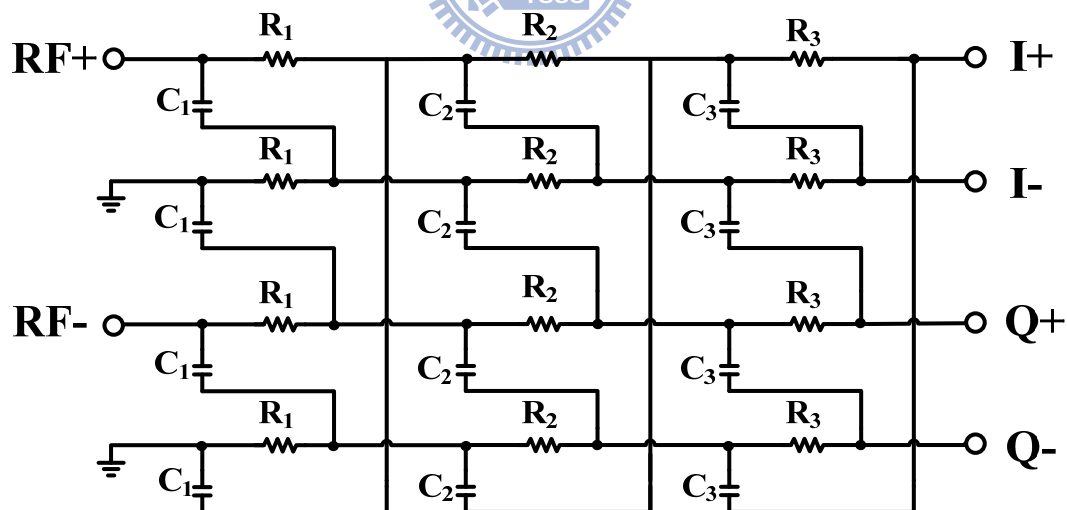 R1 R2 R3
RF+ I+
C1 C2 C3
R1 R2 R3
I-
C1 C2 C3
R1 R2 R3
RF- Q+
C1 C2 C3
R1 R2 R3
Q-
C1 C2 C3